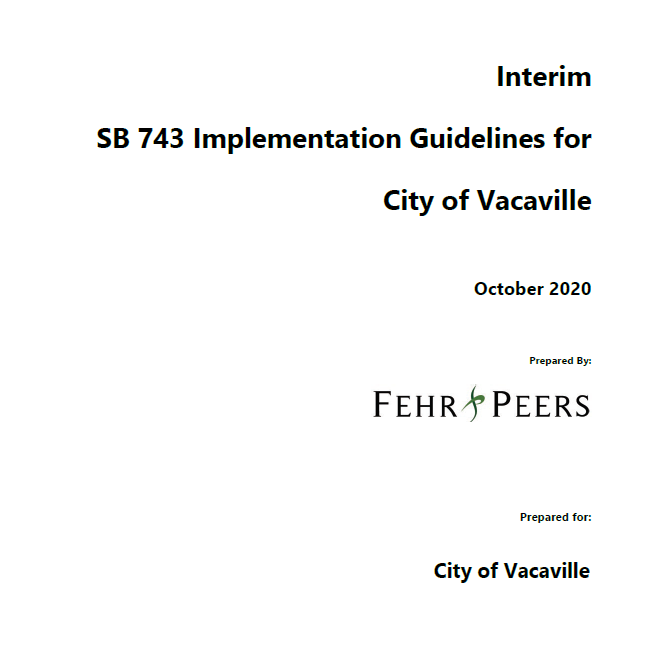 Interim
SB 743 Implementation Guidelines for
City of Vacaville
October 2020
Prepared By:
FEHR PEERS
Prepared for:
City of Vacaville